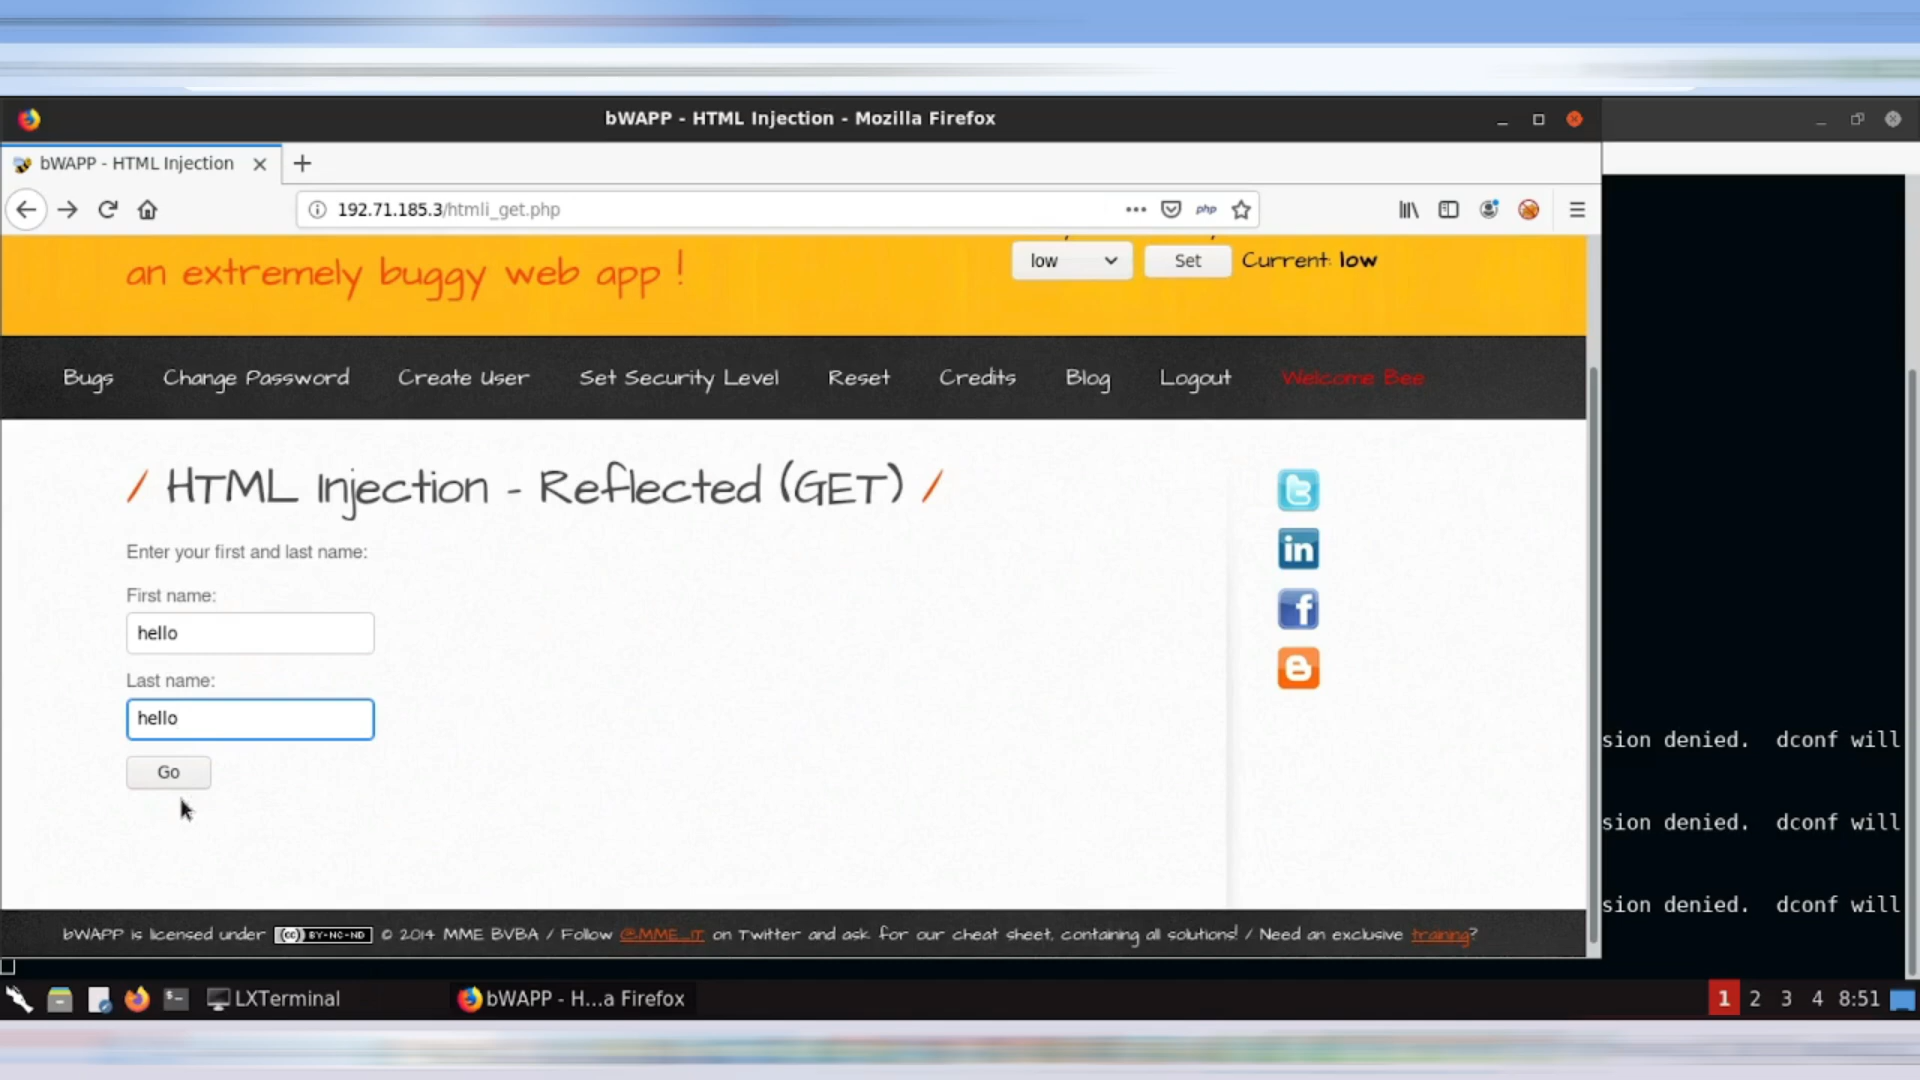 bWAPP - HTML Injection - Mozilla Firefox
bWAPP - HTML Injection
192.71.185.3/htmli_get.php
php
an extremely buggy web app !
low
Set
Current: low
Bugs
Change Password
Create User
Set Security Level
Reset
Credits
Blog
Logout
Welcome Bee
/ HTML Injection - Reflected (GET) /
Enter your first and last name:
First name:
hello
Last name:
hello
Go
sion denied.  dconf will
sion denied.  dconf will
sion denied.  dconf will
bWAPP is licensed under (cc) BY-NC-ND © 2014 MME BVBA / Follow @MME_IT on Twitter and ask for our cheat sheet, containing all solutions! / Need an exclusive training?
LXTerminal
bWAPP - H...a Firefox
1 2 3 4 8:51